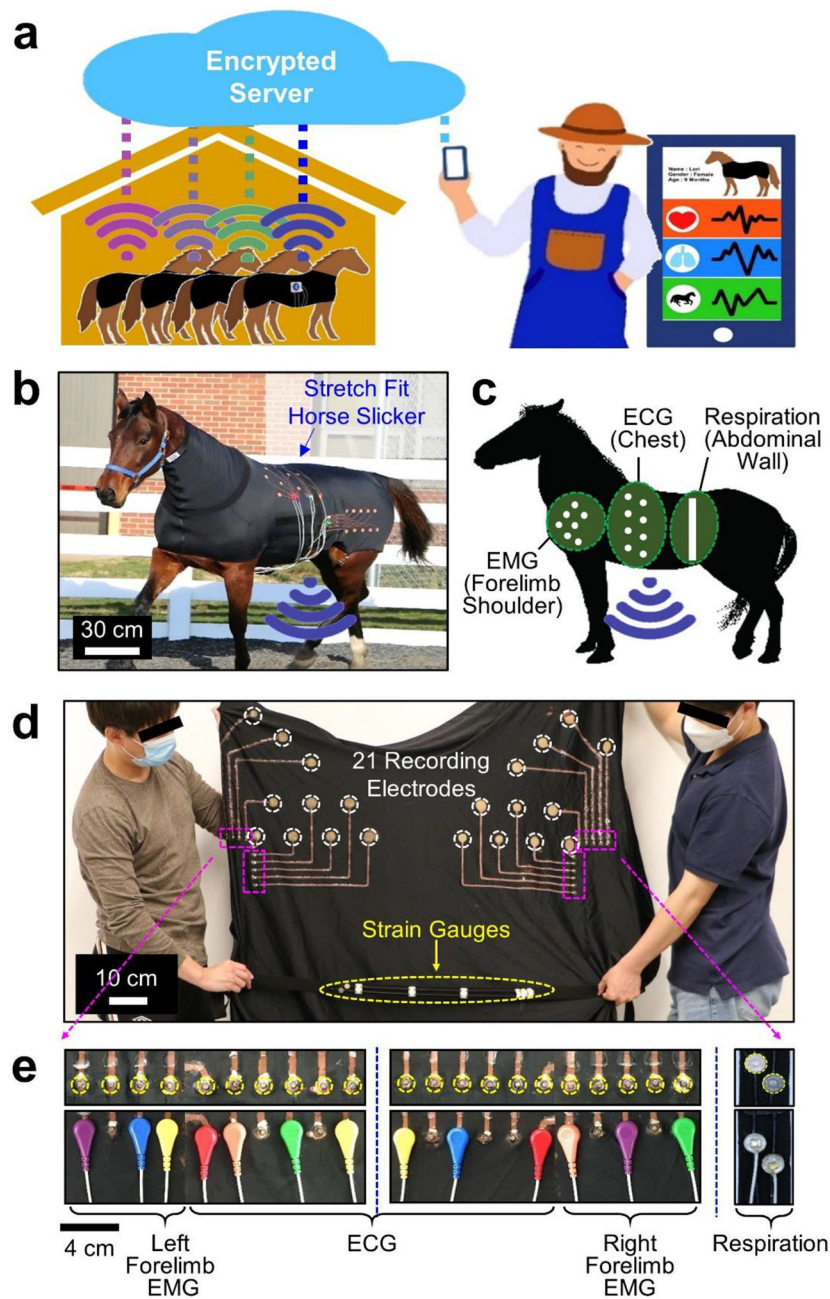 a
Encrypted
Server
Name : Lori
Gender : Female
Age : 9 Months
b
Stretch Fit
Horse Slicker
30 cm
c
ECG
(Chest)
Respiration
(Abdominal
Wall)
EMG
(Forelimb
Shoulder)
d
21 Recording
Electrodes
Strain Gauges
10 cm
e
4 cm
Left
Forelimb
EMG
ECG
Right
Forelimb
EMG
Respiration